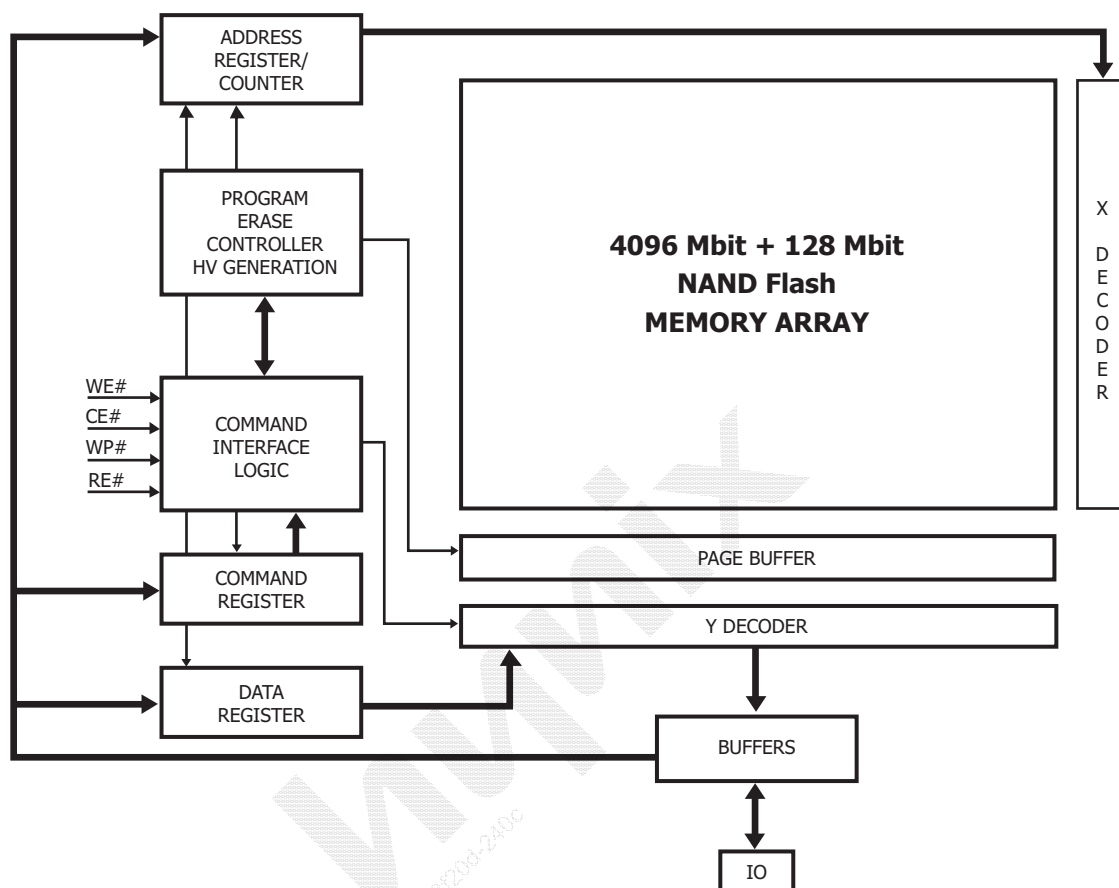 ADDRESS
REGISTER/
COUNTER
PROGRAM
ERASE
CONTROLLER
HV GENERATION
4096 Mbit + 128 Mbit
NAND Flash
MEMORY ARRAY
X
D
E
C
O
D
E
R
WE#
CE#
WP#
RE#
COMMAND
INTERFACE
LOGIC
PAGE BUFFER
COMMAND
REGISTER
Y DECODER
DATA
REGISTER
BUFFERS
IO